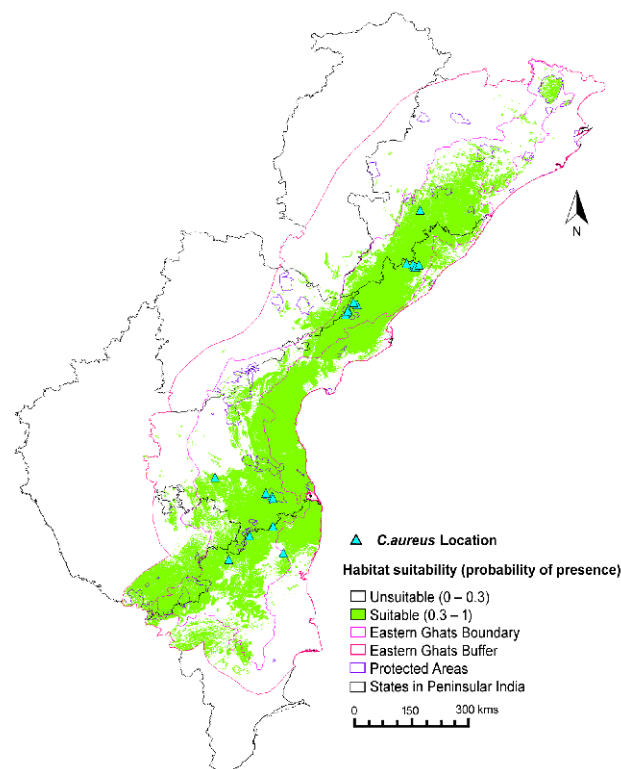 N
C.aureus Location
Habitat suitability (probability of presence)
Unsuitable (0 – 0.3)
Suitable (0.3 – 1)
Eastern Ghats Boundary
Eastern Ghats Buffer
Protected Areas
States in Peninsular India
0 150 300 kms